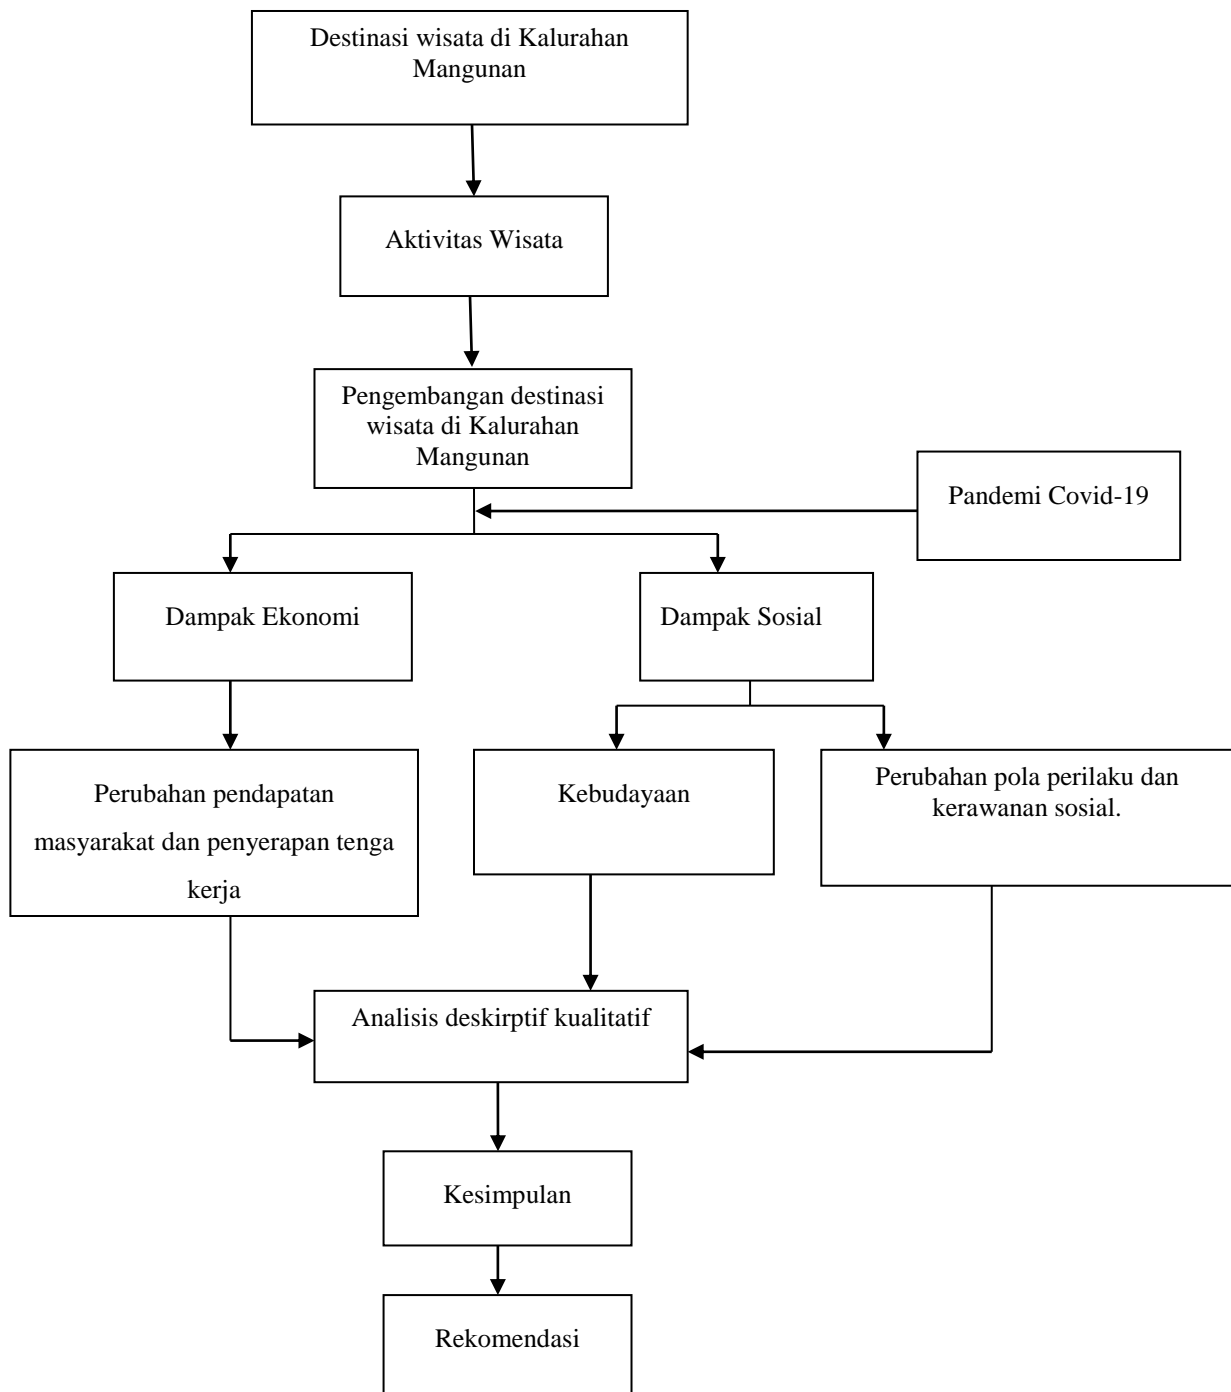 Destinasi wisata di Kalurahan
Mangunan
Aktivitas Wisata
Pengembangan destinasi
wisata di Kalurahan
Mangunan
Pandemi Covid-19
Dampak Ekonomi
Dampak Sosial
Perubahan pendapatan
masyarakat dan penyerapan tenga
kerja
Kebudayaan
Perubahan pola perilaku dan
kerawanan sosial.
Analisis deskirptif kualitatif
Kesimpulan
Rekomendasi